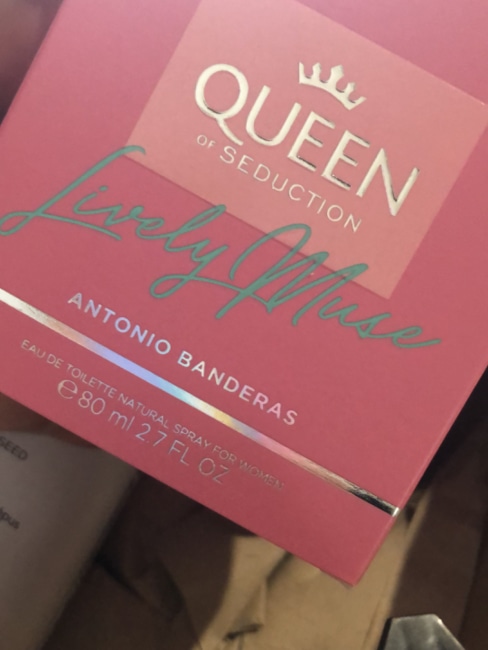 QUEEN
OF SEDUCTION
Lively Muse
ANTONIO BANDERAS
EAU DE TOILETTE NATURAL SPRAY FOR WOMEN
℮80 ml 2.7 FL OZ
SEED